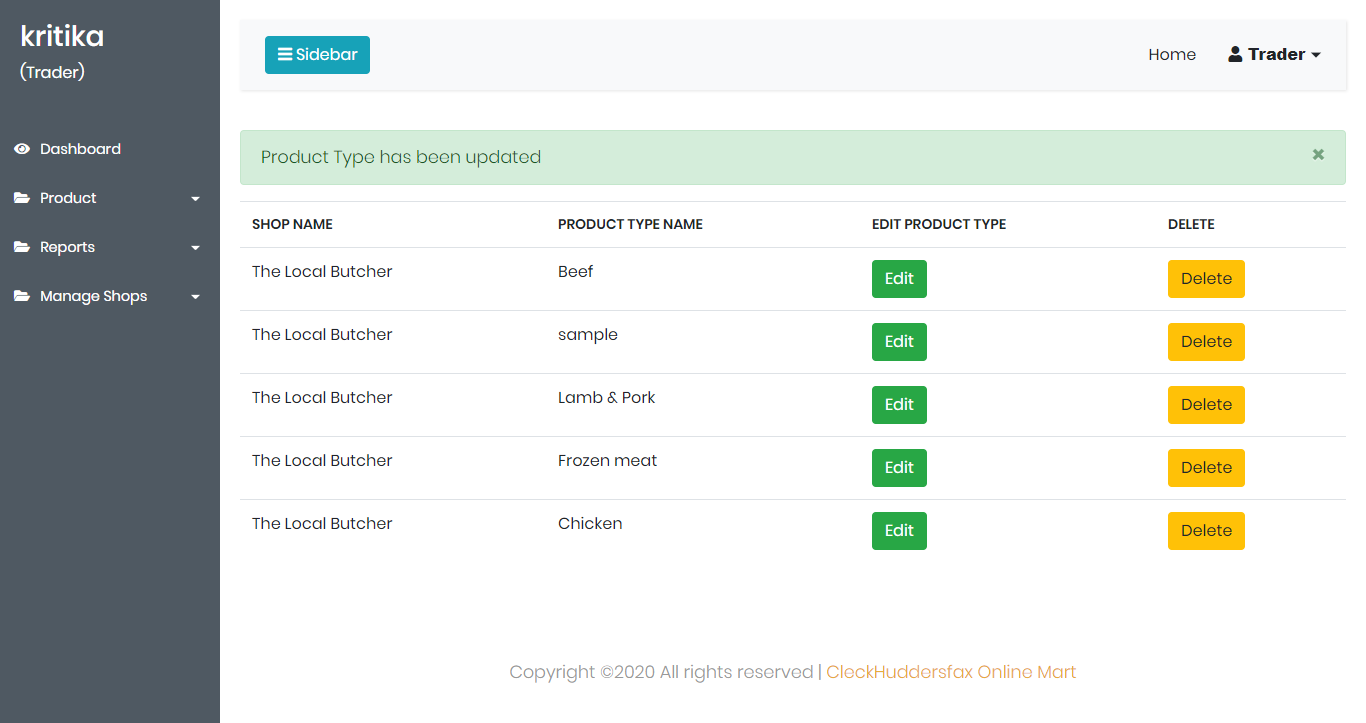 kritika
(Trader)
Dashboard
Product
Reports
Manage Shops
Sidebar
Home
Trader
Product Type has been updated
×
SHOP NAME PRODUCT TYPE NAME EDIT PRODUCT TYPE DELETE
The Local Butcher Beef Edit Delete
The Local Butcher sample Edit Delete
The Local Butcher Lamb & Pork Edit Delete
The Local Butcher Frozen meat Edit Delete
The Local Butcher Chicken Edit Delete
Copyright ©2020 All rights reserved | CleckHuddersfax Online Mart